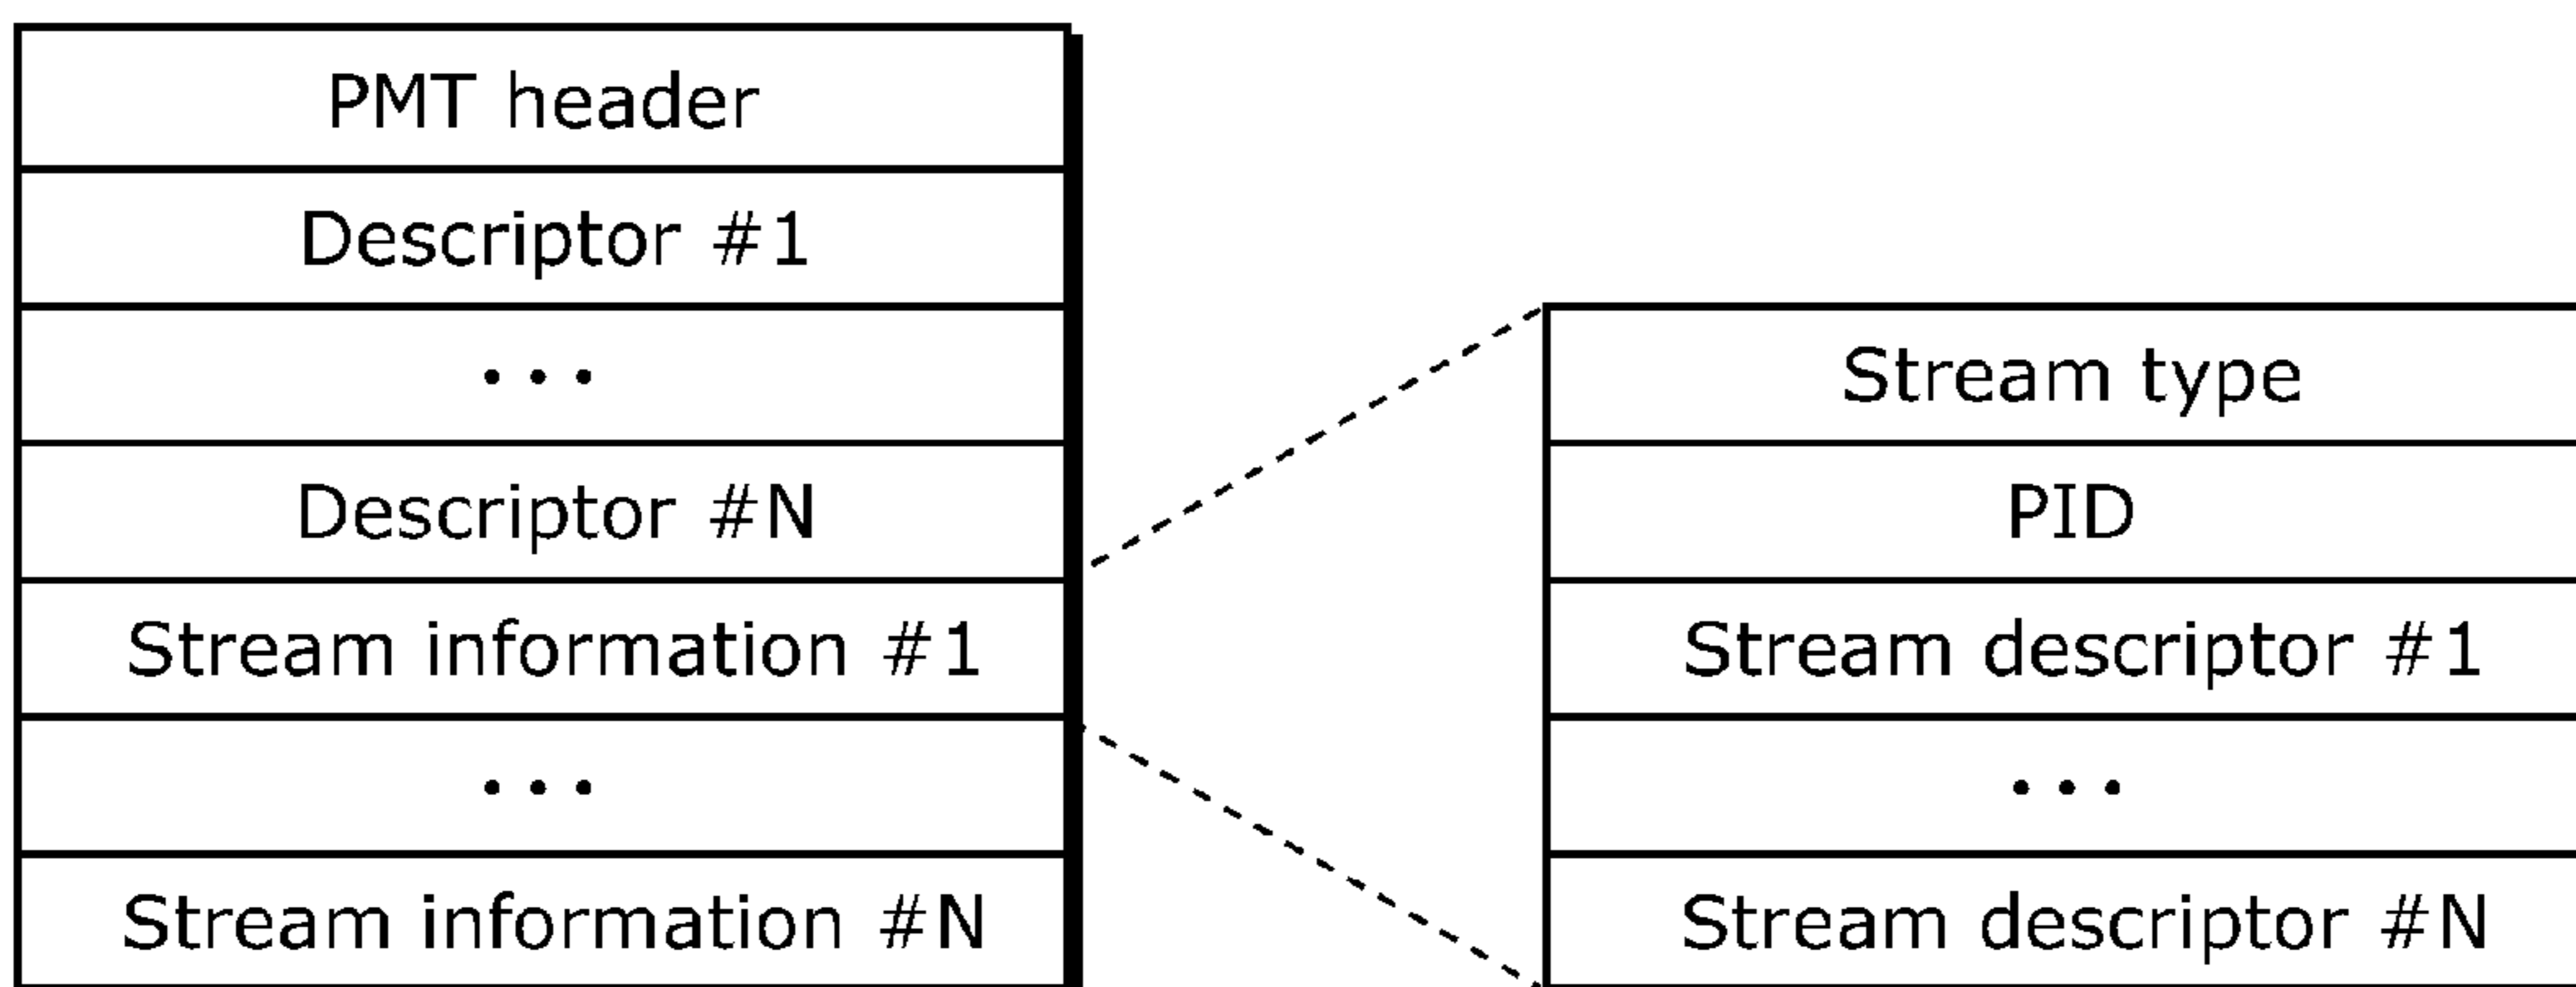 PMT header
Descriptor #1
...
Descriptor #N
Stream information #1
...
Stream information #N
Stream type
PID
Stream descriptor #1
...
Stream descriptor #N